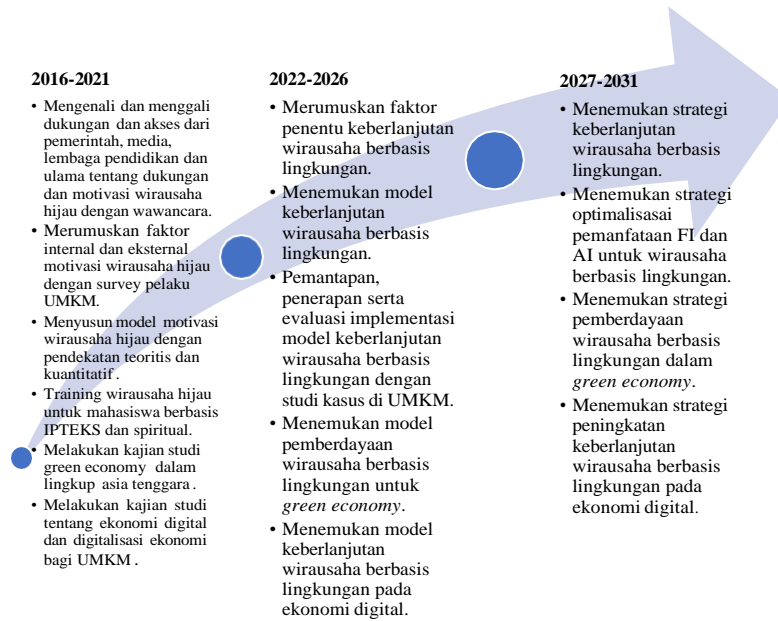 2016-2021
• Mengenali dan menggali
dukungan dan akses dari
pemerintah, media,
lembaga pendidikan dan
ulama tentang dukungan
dan motivasi wirausaha
hijau dengan wawancara.
• Merumuskan faktor
internal dan eksternal
motivasi wirausaha hijau
dengan survey pelaku
UMKM.
• Menyusun model motivasi
wirausaha hijau dengan
pendekatan teoritis dan
kuantitatif .
• Training wirausaha hijau
untuk mahasiswa berbasis
IPTEKS dan spiritual.
• Melakukan kajian studi
green economy dalam
lingkup asia tenggara .
• Melakukan kajian studi
tentang ekonomi digital
dan digitalisasi ekonomi
bagi UMKM .
2022-2026
• Merumuskan faktor
penentu keberlanjutan
wirausaha berbasis
lingkungan.
• Menemukan model
keberlanjutan
wirausaha berbasis
lingkungan.
• Pemantapan,
penerapan serta
evaluasi implementasi
model keberlanjutan
wirausaha berbasis
lingkungan dengan
studi kasus di UMKM.
• Menemukan model
pemberdayaan
wirausaha berbasis
lingkungan untuk
green economy.
• Menemukan model
keberlanjutan
wirausaha berbasis
lingkungan pada
ekonomi digital.
2027-2031
• Menemukan strategi
keberlanjutan
wirausaha berbasis
lingkungan.
• Menemukan strategi
optimalisasai
pemanfataan FI dan
AI untuk wirausaha
berbasis lingkungan.
• Menemukan strategi
pemberdayaan
wirausaha berbasis
lingkungan dalam
green economy.
• Menemukan strategi
peningkatan
keberlanjutan
wirausaha berbasis
lingkungan pada
ekonomi digital.